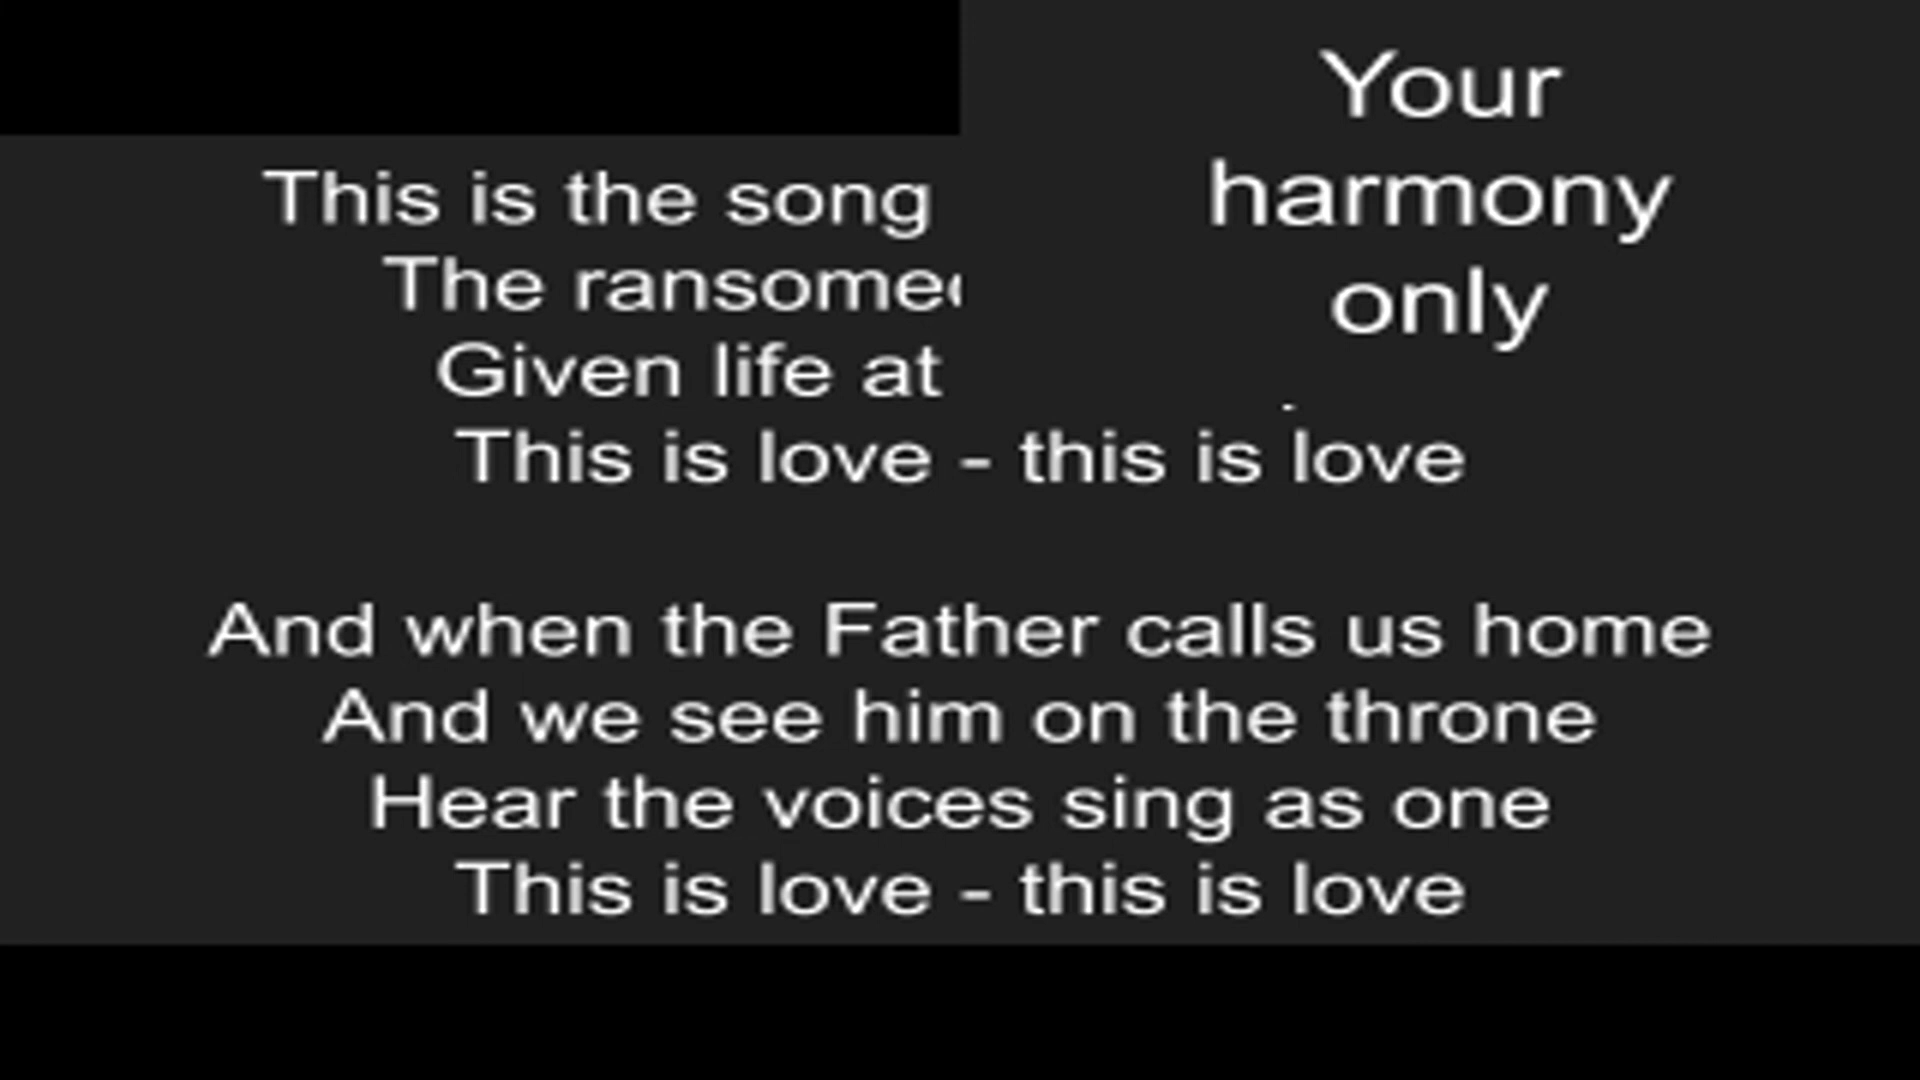 Your
harmony
only
This is the song
The
Given life at
This is love - this is love
And when the Father calls us home
And we see him on the throne
Hear the voices sing as one
This is love - this is love